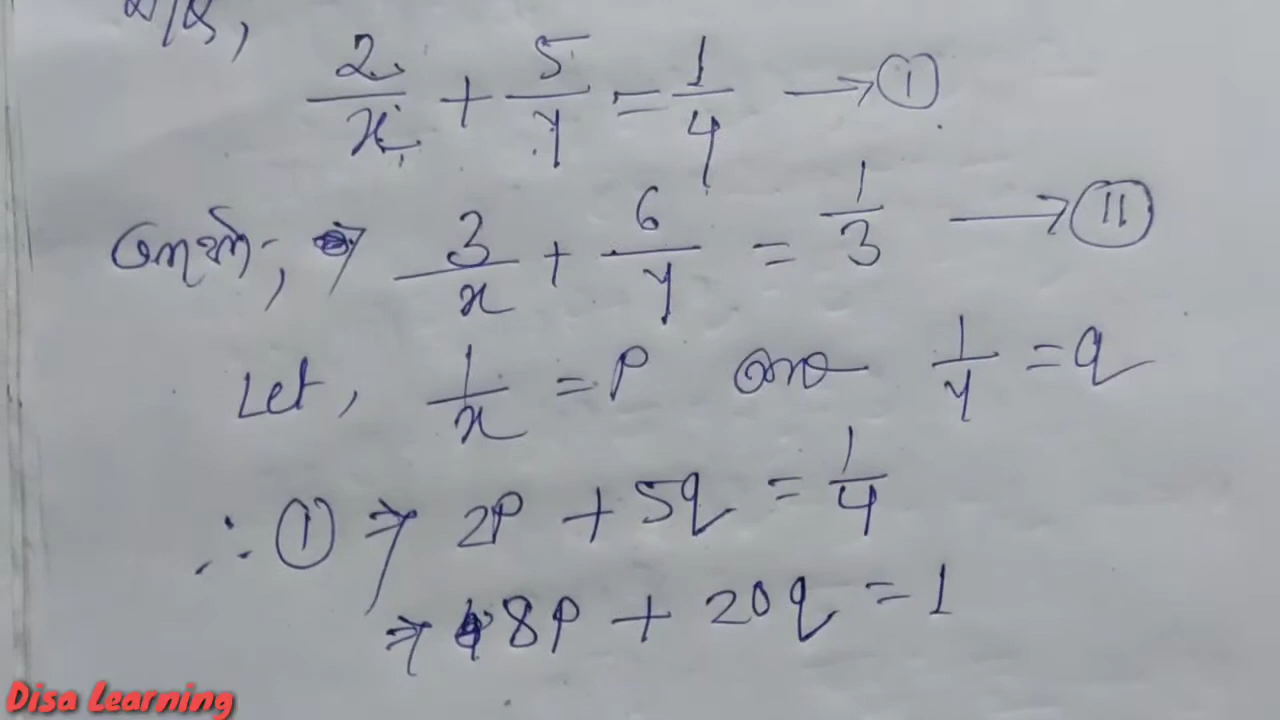 2/x + 5/y = 1/4 → (I)
3/x + 6/y = 1/3 → (II)
Let, 1/x = p 1/y = q
∴ (I) ⇒ 2p + 5q = 1/4
⇒ 8p + 20q = 1
Disa Learning